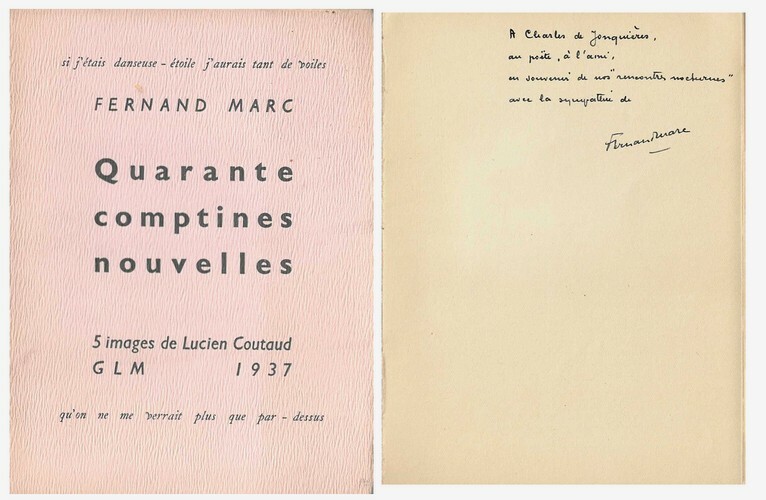 si j'étais danseuse - étoile j'aurais tant de voiles
FERNAND MARC
Quarante
comptines
nouvelles
5 images de Lucien Coutaud
GLM 1937
qu'on ne me verrait plus que par - dessus
A Charles de Jonquières,
au poète, à l'ami,
en souvenir de nos "rencontres nocturnes"
avec la sympathie de
Fernand Marc